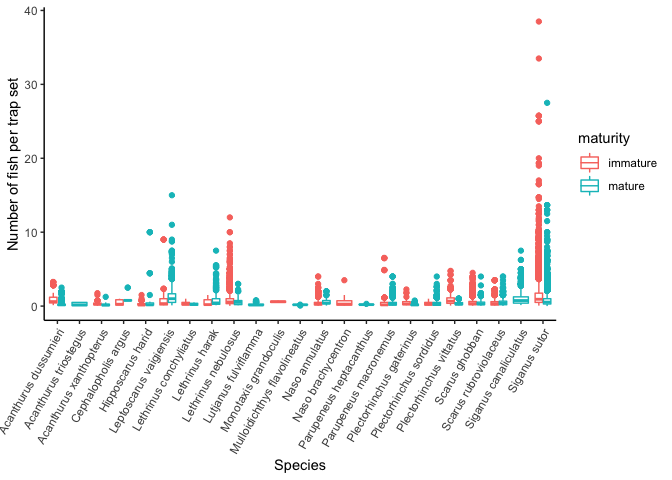 Number of fish per trap set
40
30
20
10
0
Acanthurus dussumieri
Acanthurus triostegus
Acanthurus xanthopterus
Cephalopholis argus
Hipposcarus harid
Leptoscarus vaigiensis
Lethrinus conchyliatus
Lethrinus harak
Lethrinus nebulosus
Lutjanus fulviflamma
Monotaxis grandoculis
Mulloidichthys flavolineatus
Naso annulatus
Naso brachycentron
Parupeneus heptacanthus
Parupeneus macronemus
Plectorhinchus gaterinus
Plectorhinchus sordidus
Plectorhinchus vittatus
Scarus ghobban
Scarus rubroviolaceus
Siganus canaliculatus
Siganus sutor
Species
maturity
immature
mature